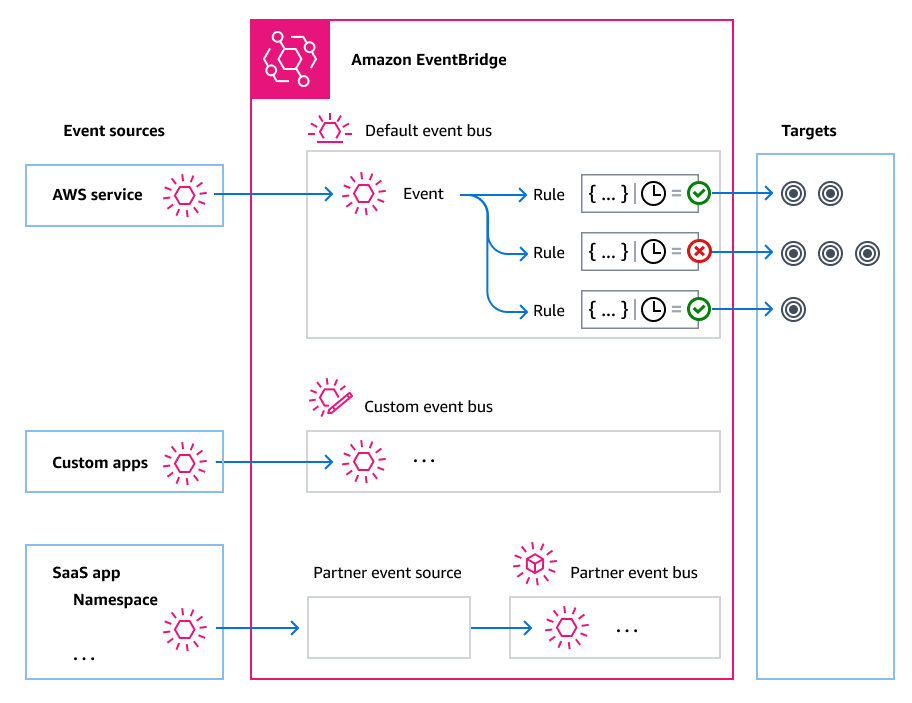 Amazon EventBridge
Event sources
Default event bus
Targets
AWS service
Event
Rule
{ ... } | =
Rule
{ ... } | =
Rule
{ ... } | =
Custom event bus
Custom apps
...
SaaS app
Namespace
...
Partner event source
Partner event bus
...